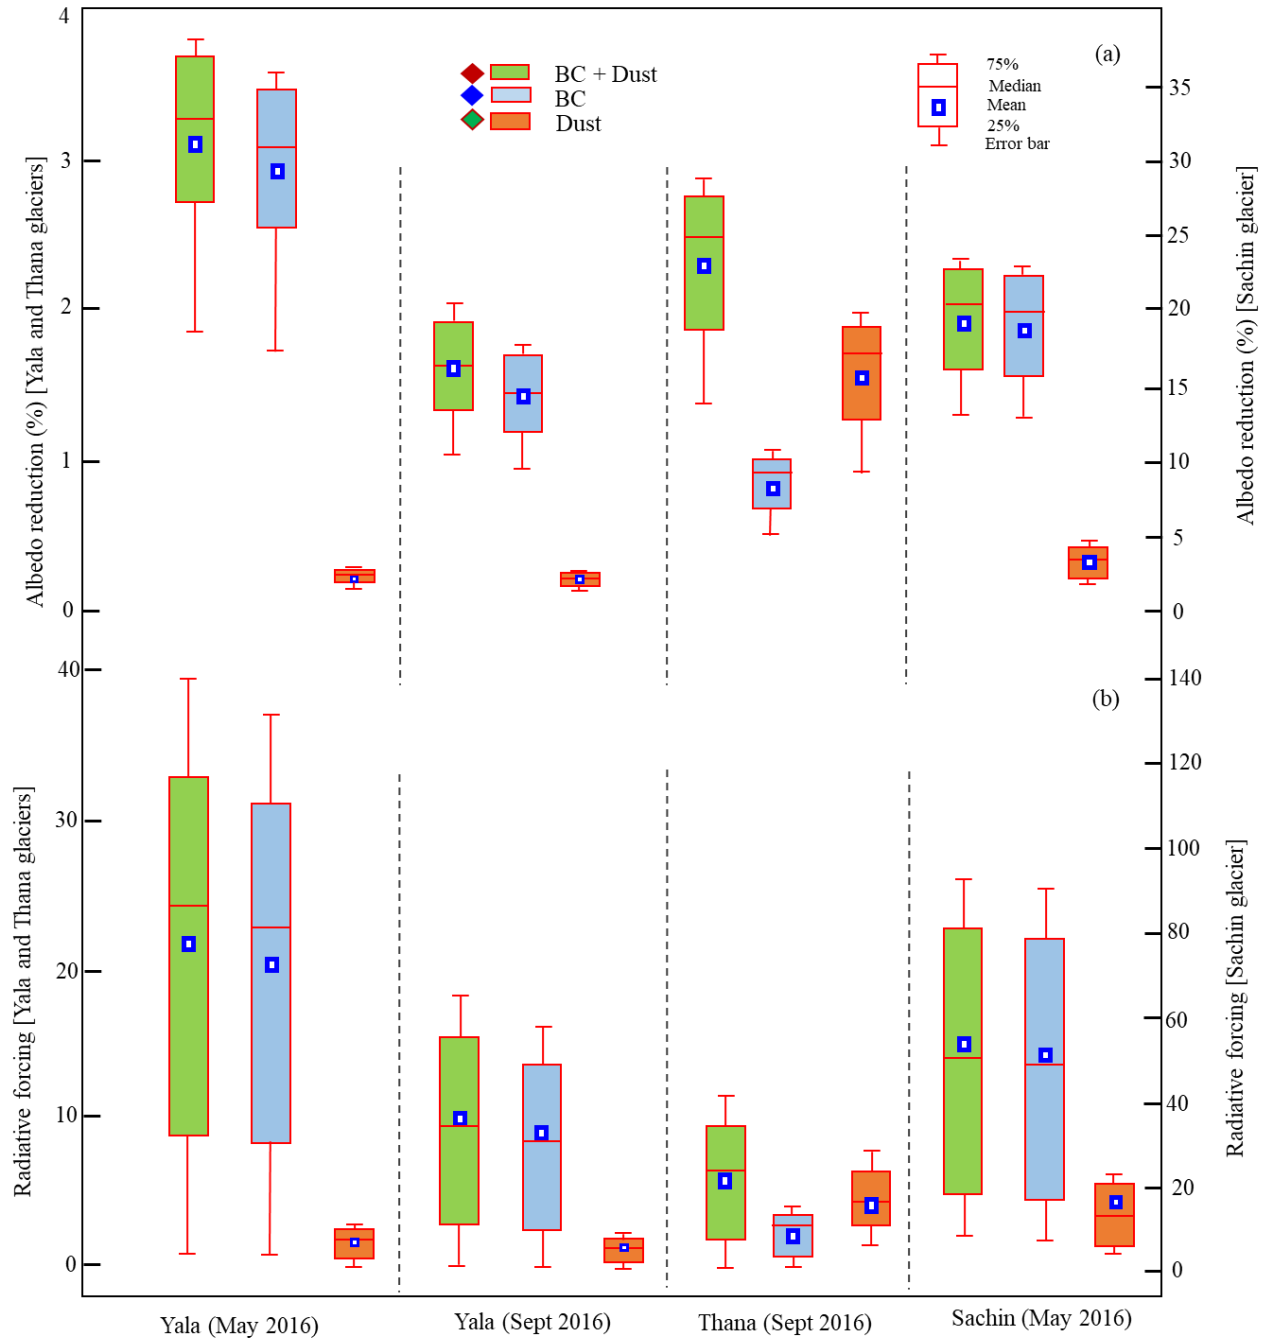 4
3
2
1
0
Albedo reduction (%) [Yala and Thana glaciers]
BC + Dust
BC
Dust
75%
Median
Mean
25%
Error bar
(a)
35
30
25
20
15
10
5
0
Albedo reduction (%) [Sachin glacier]
40
30
20
10
0
Radiative forcing [Yala and Thana glaciers]
(b)
140
120
100
80
60
40
20
0
Radiative forcing [Sachin glacier]
Yala (May 2016)
Yala (Sept 2016)
Thana (Sept 2016)
Sachin (May 2016)